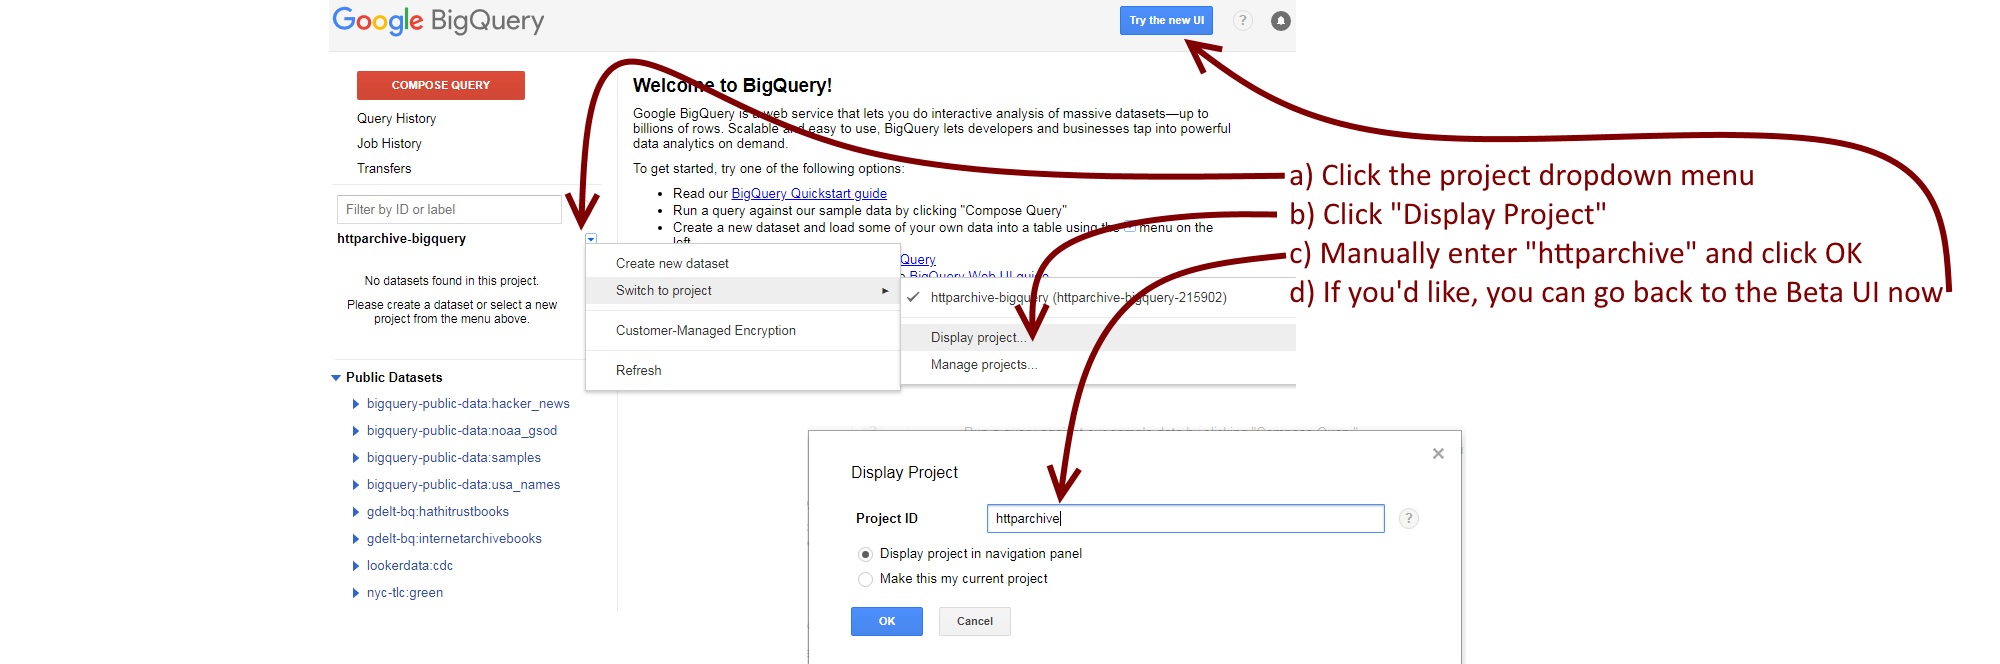 Google BigQuery
Try the new UI
?
COMPOSE QUERY
Query History
Job History
Transfers
Filter by ID or label
httparchive-bigquery
No datasets found in this project.
Please create a dataset or select a new
project from the menu above.
Public Datasets
bigquery-public-data:hacker_news
bigquery-public-data:noaa_gsod
bigquery-public-data:samples
bigquery-public-data:usa_names
gdelt-bq:hathitrustbooks
gdelt-bq:internetarchivebooks
lookerdata:cdc
nyc-tlc:green
Welcome to BigQuery!
Google BigQuery is a web service that lets you do interactive analysis of massive datasets—up to
billions of rows. Scalable and easy to use, BigQuery lets developers and businesses tap into powerful
data analytics on demand.
To get started, try one of the following options:
• Read our BigQuery Quickstart guide
• Run a query against our sample data by clicking "Compose Query"
• Create a new dataset and load some of your own data into a table using the menu on the
left
Query
BigQuery Web UI guide
Create new dataset
Switch to project
Customer-Managed Encryption
Refresh
httparchive-bigquery (httparchive-bigquery-215902)
Display project...
Manage projects...
a) Click the project dropdown menu
b) Click "Display Project"
c) Manually enter "httparchive" and click OK
d) If you'd like, you can go back to the Beta UI now
Display Project
Project ID
httparchive
?
Display project in navigation panel
Make this my current project
OK
Cancel